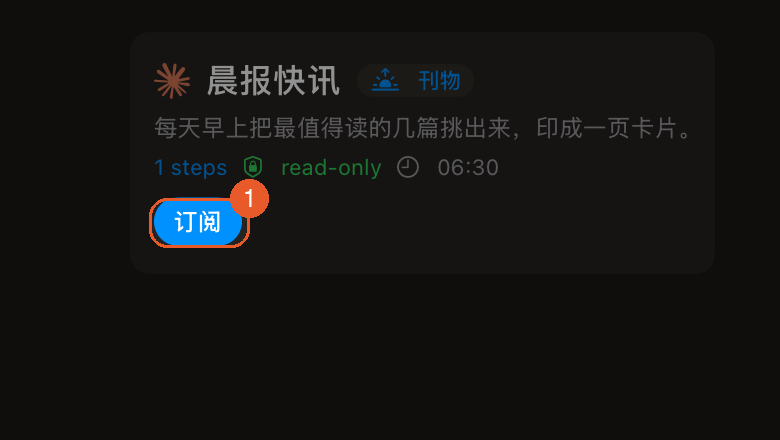 晨报快讯 刊物
每天早上把最值得读的几篇挑出来，印成一页卡片。
1 steps read-only 06:30
订阅 1